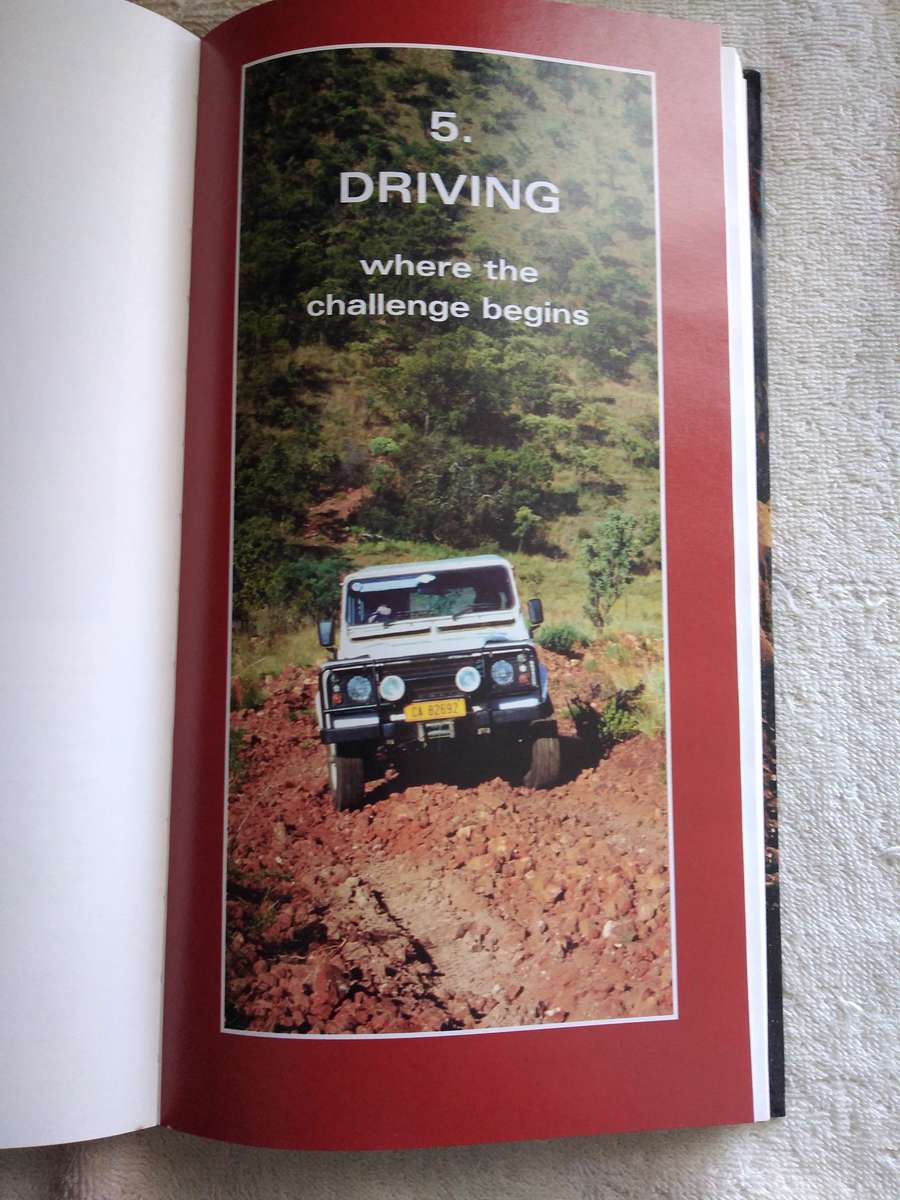 5.
DRIVING
where the
challenge begins
CA 82692